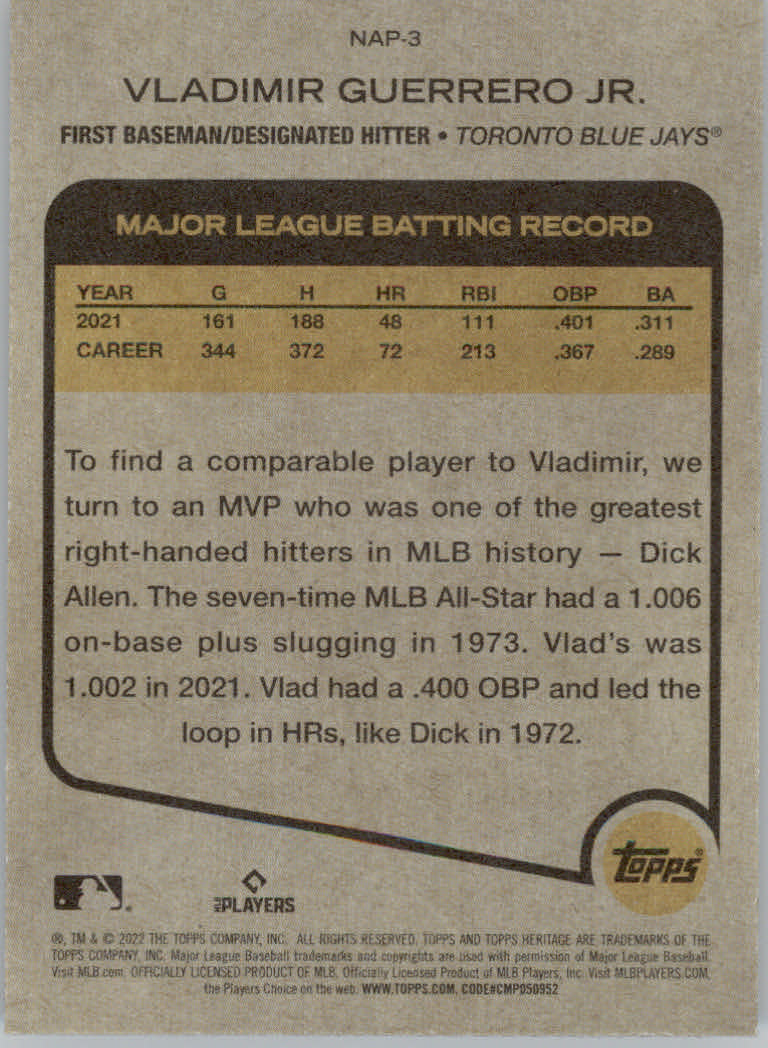 NAP-3
VLADIMIR GUERRERO JR.
FIRST BASEMAN/DESIGNATED HITTER • TORONTO BLUE JAYS®
MAJOR LEAGUE BATTING RECORD
YEAR G H HR RBI OBP BA
2021 161 188 48 111 .401 .311
CAREER 344 372 72 213 .367 .289
To find a comparable player to Vladimir, we
turn to an MVP who was one of the greatest
right-handed hitters in MLB history — Dick
Allen. The seven-time MLB All-Star had a 1.006
on-base plus slugging in 1973. Vlad's was
1.002 in 2021. Vlad had a .400 OBP and led the
loop in HRs, like Dick in 1972.
topps®
MLB PLAYERS
®, TM & © 2022 THE TOPPS COMPANY, INC. ALL RIGHTS RESERVED. TOPPS AND TOPPS HERITAGE ARE TRADEMARKS OF THE
TOPPS COMPANY, INC. Major League Baseball trademarks and copyrights are used with permission of Major League Baseball.
Visit MLB.com. OFFICIALLY LICENSED PRODUCT OF MLB. Officially Licensed Product of MLB Players, Inc. Visit MLBPLAYERS.COM,
the Players Choice on the web. WWW.TOPPS.COM. CODE#CMP050952